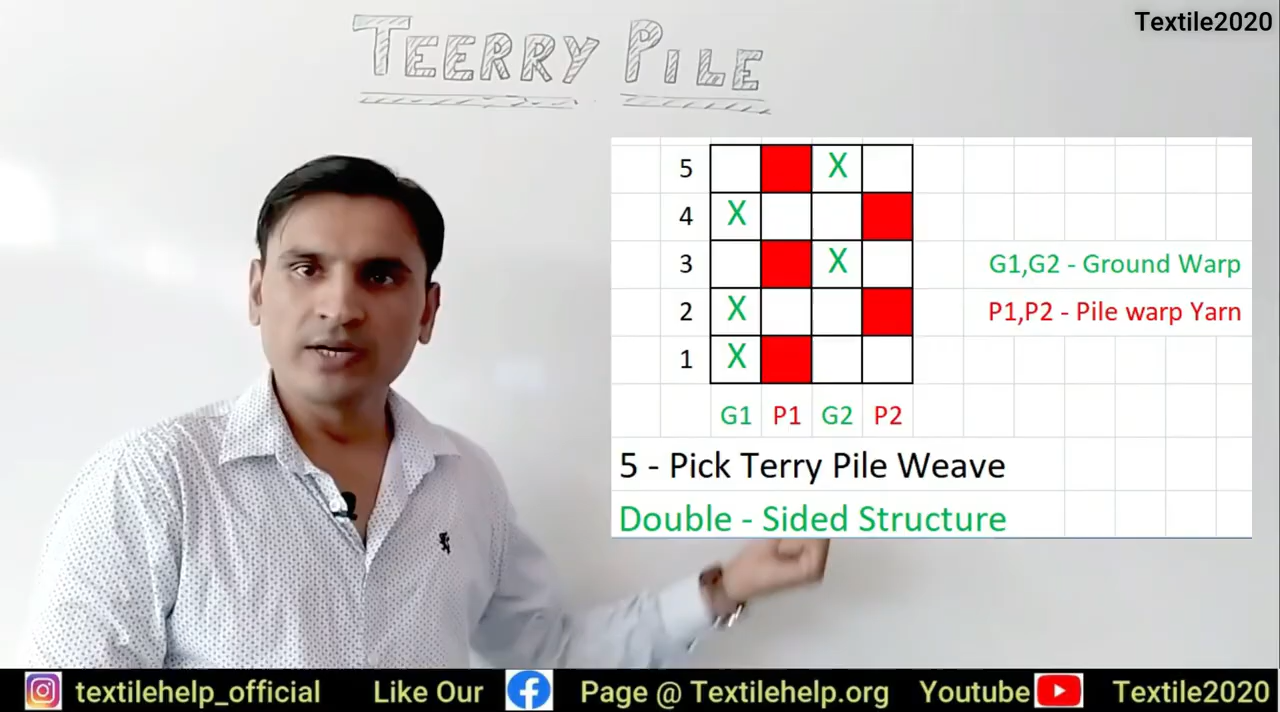 Textile2020
TEERRY PILE
5 X
4 X
3 X G1,G2 - Ground Warp
2 X P1,P2 - Pile warp Yarn
1 X
G1 P1 G2 P2
5 - Pick Terry Pile Weave
Double - Sided Structure
textilehelp_official Like Our Page @ Textilehelp.org Youtube Textile2020